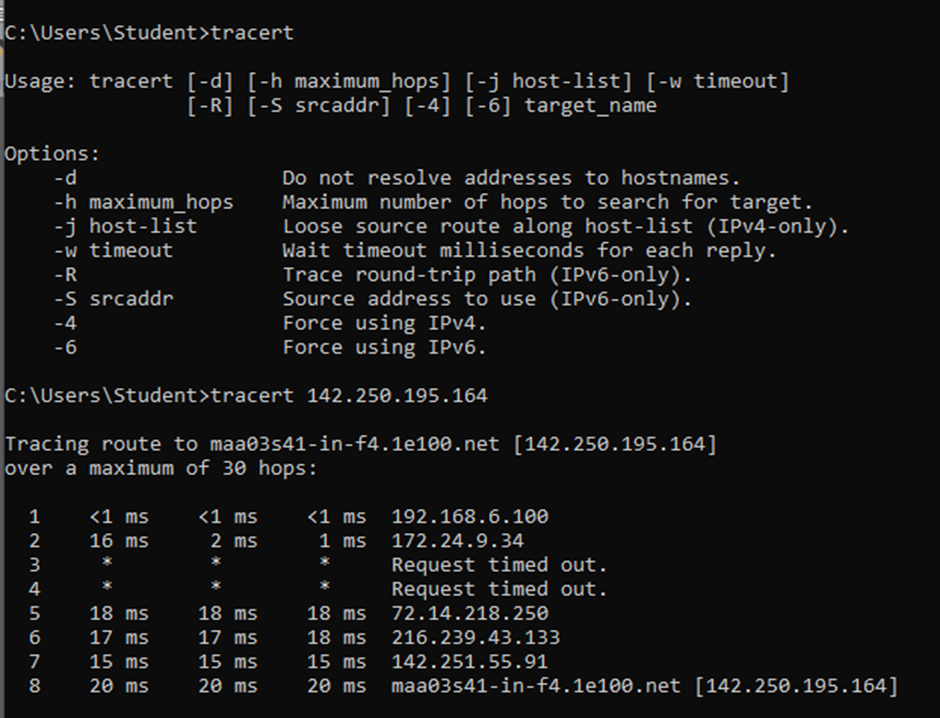 C:\Users\Student>tracert
Usage: tracert [-d] [-h maximum_hops] [-j host-list] [-w timeout]
               [-R] [-S srcaddr] [-4] [-6] target_name
Options:
    -d                 Do not resolve addresses to hostnames.
    -h maximum_hops    Maximum number of hops to search for target.
    -j host-list       Loose source route along host-list (IPv4-only).
    -w timeout         Wait timeout milliseconds for each reply.
    -R                 Trace round-trip path (IPv6-only).
    -S srcaddr         Source address to use (IPv6-only).
    -4                 Force using IPv4.
    -6                 Force using IPv6.
C:\Users\Student>tracert 142.250.195.164
Tracing route to maa03s41-in-f4.1e100.net [142.250.195.164]
over a maximum of 30 hops:
  1    <1 ms    <1 ms    <1 ms  192.168.6.100
  2    16 ms     2 ms     1 ms  172.24.9.34
  3     *        *        *     Request timed out.
  4     *        *        *     Request timed out.
  5    18 ms    18 ms    18 ms  72.14.218.250
  6    17 ms    17 ms    18 ms  216.239.43.133
  7    15 ms    15 ms    15 ms  142.251.55.91
  8    20 ms    20 ms    20 ms  maa03s41-in-f4.1e100.net [142.250.195.164]